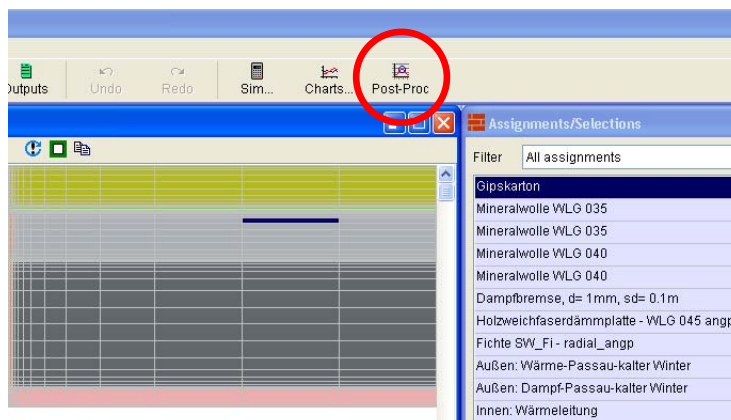 Outputs Undo Redo Sim... Charts... Post-Proc
Assignments/Selections
Filter All assignments
Gipskarton
Mineralwolle WLG 035
Mineralwolle WLG 035
Mineralwolle WLG 040
Mineralwolle WLG 040
Dampfbremse, d= 1mm, sd= 0.1m
Holzweichfaserdämmplatte - WLG 045 angp
Fichte SW_Fi - radial_angp
Außen: Wärme-Passau-kalter Winter
Außen: Dampf-Passau-kalter Winter
Innen: Wärmeleitung